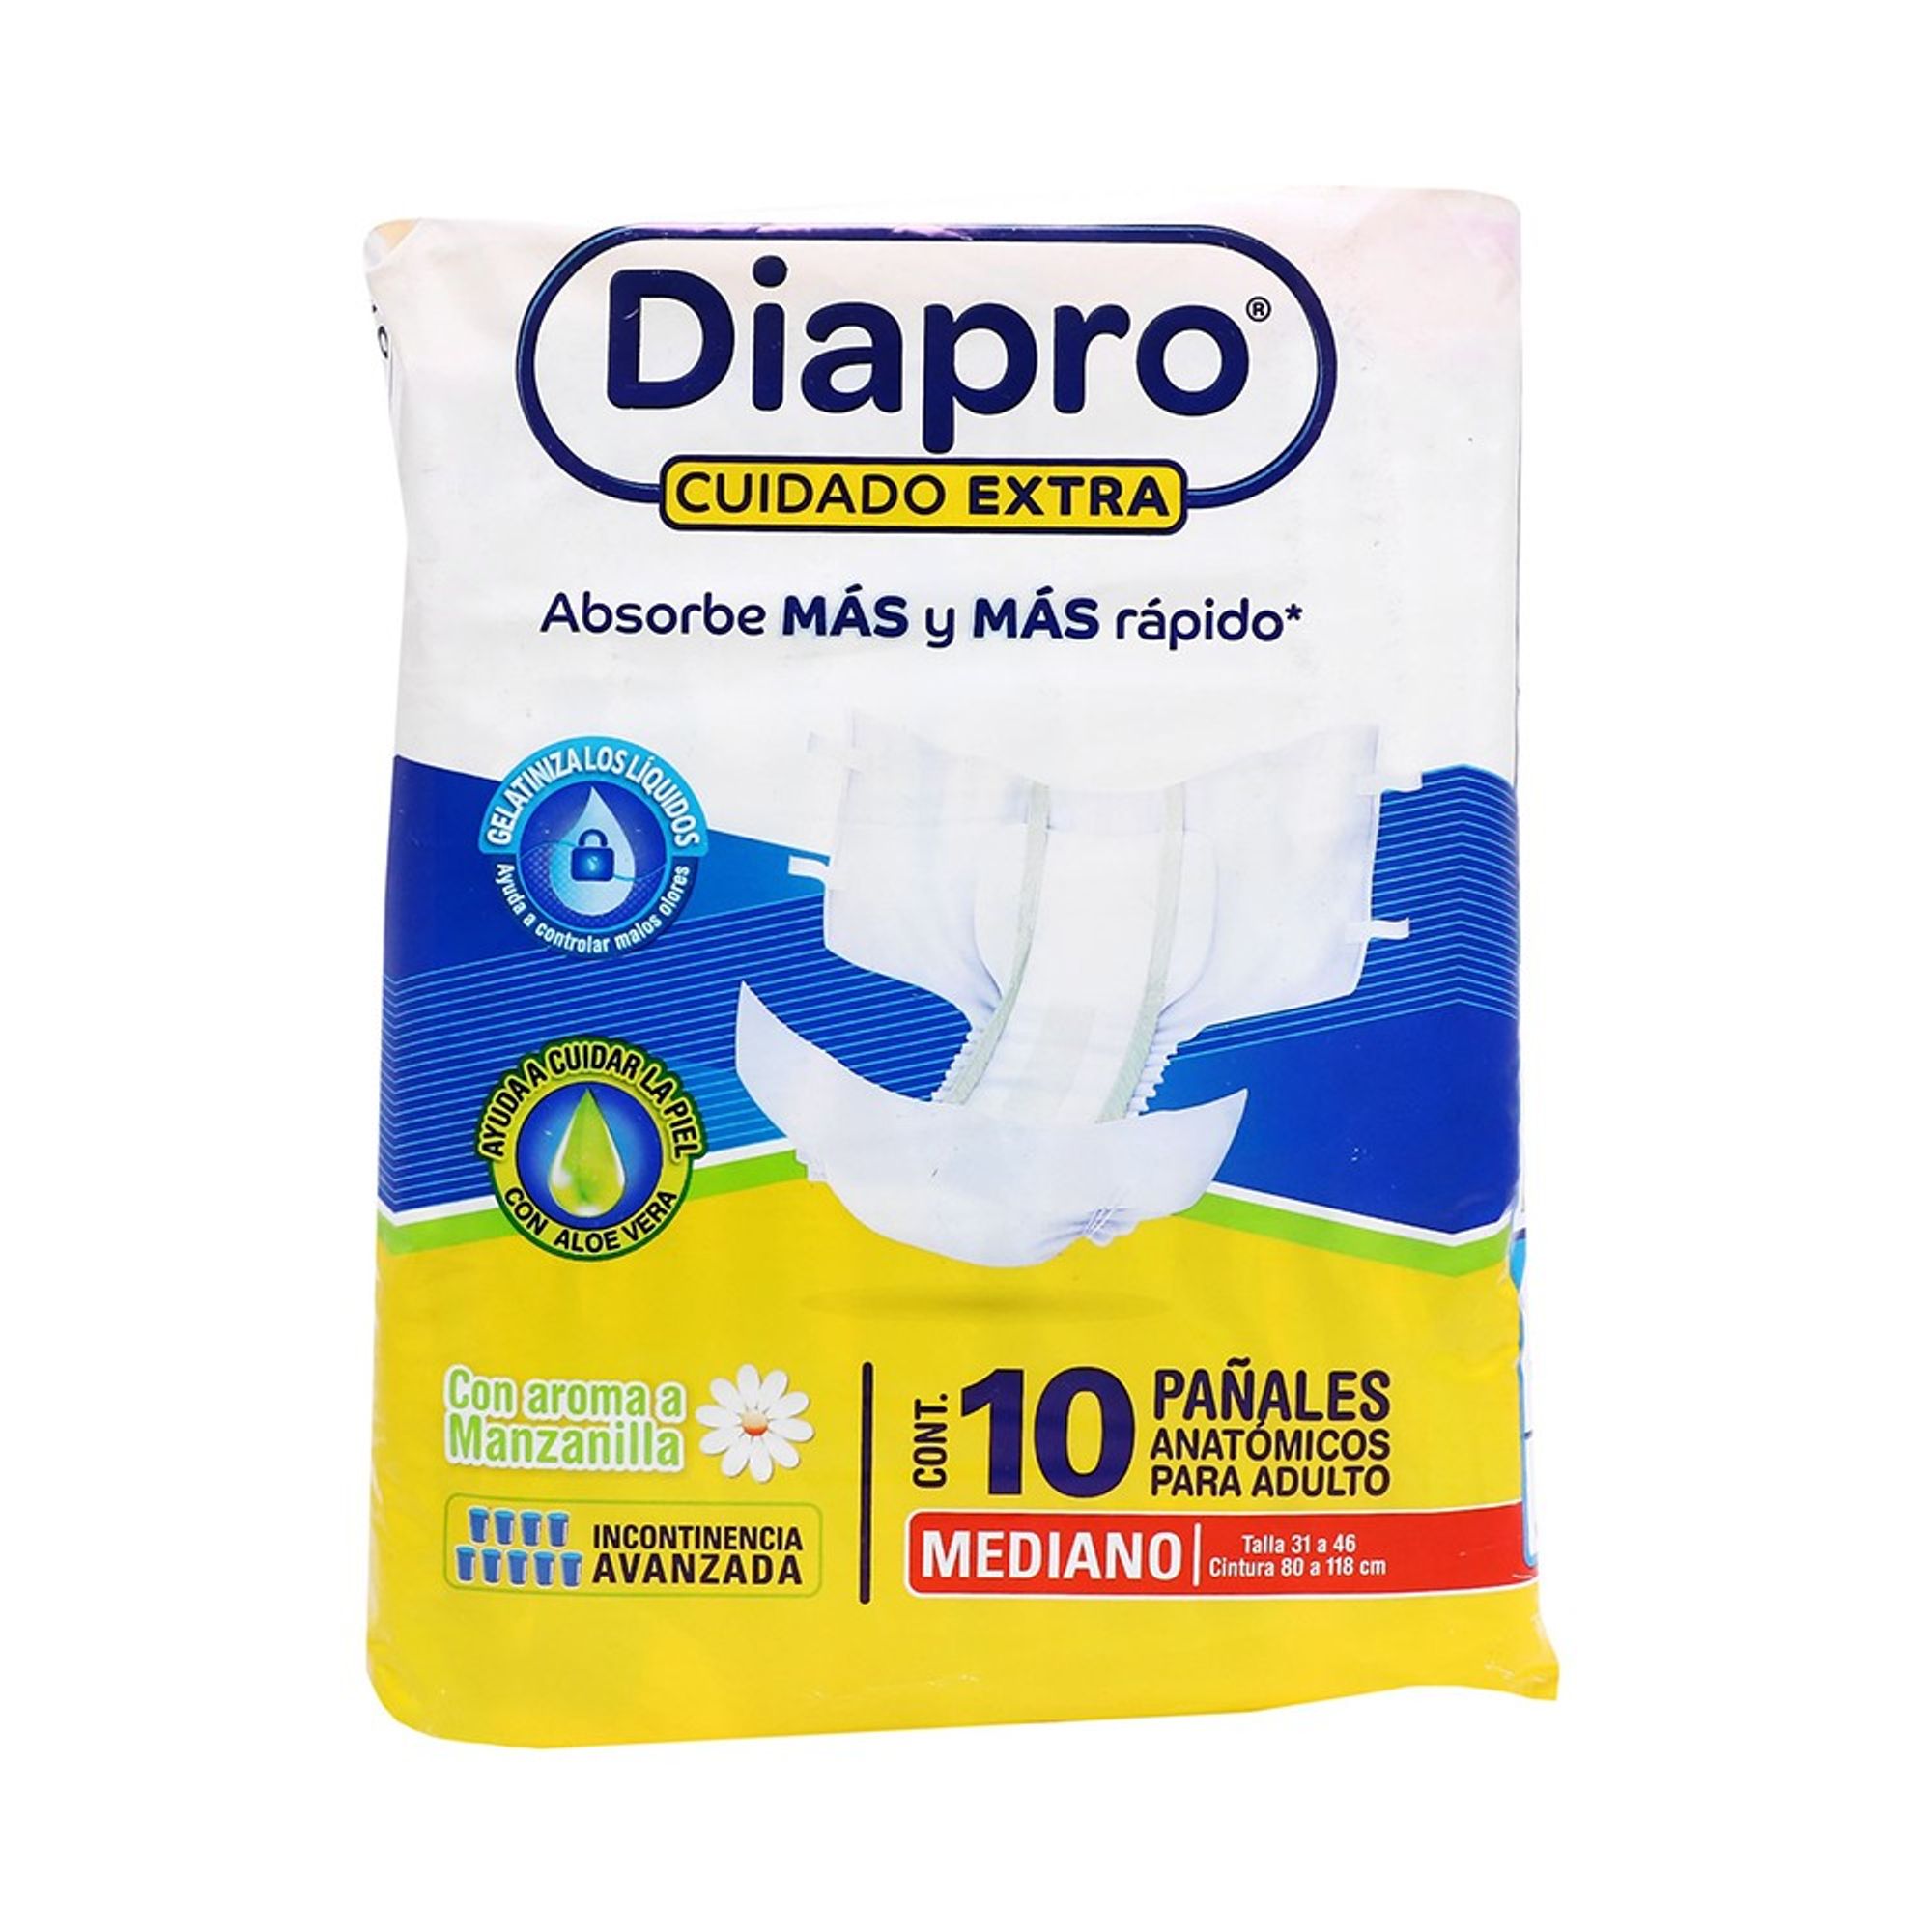 Diapro®
CUIDADO EXTRA
Absorbe MÁS y MÁS rápido*
GELATINIZA LOS LÍQUIDOS
Ayuda a controlar malos olores
AYUDA A CUIDAR LA PIEL
CON ALOE VERA
Con aroma a
Manzanilla
INCONTINENCIA
AVANZADA
CONT.
10
PAÑALES
ANATÓMICOS
PARA ADULTO
MEDIANO
Talla 31 a 46
Cintura 80 a 118 cm